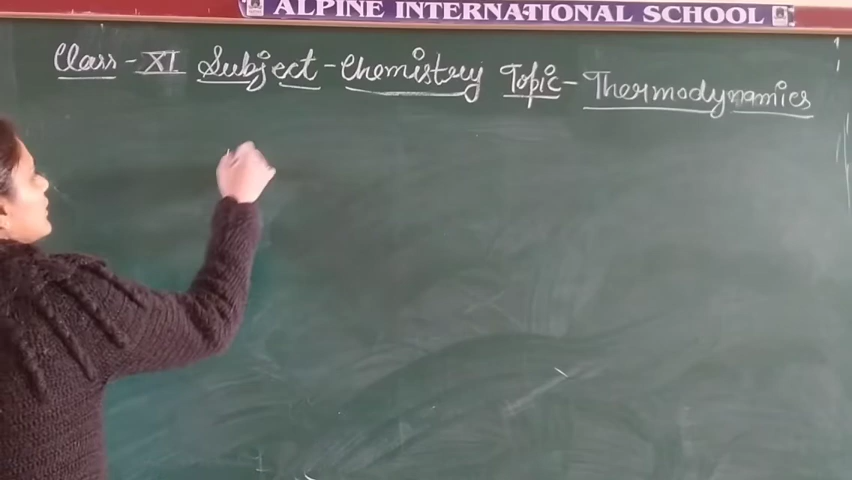 ALPINE INTERNATIONAL SCHOOL
Class - XI Subject - Chemistry Topic - Thermodynamics